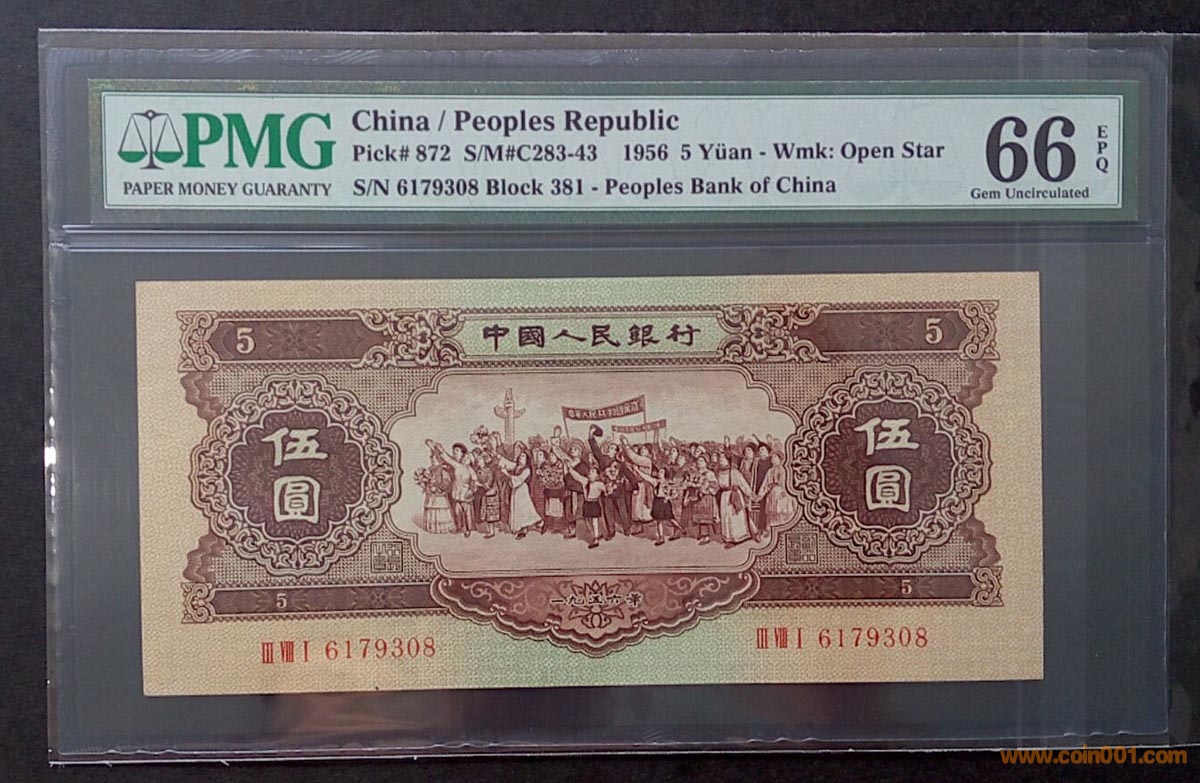 PMG
PAPER MONEY GUARANTY
China / Peoples Republic
Pick# 872 S/M#C283-43 1956 5 Yüan - Wmk: Open Star
S/N 6179308 Block 381 - Peoples Bank of China
66
EPQ
Gem Uncirculated
5
中國人民銀行
5
伍圓
伍圓
5
一九五六年
5
III VIII I 6179308
III VIII I 6179308
www.coin001.com